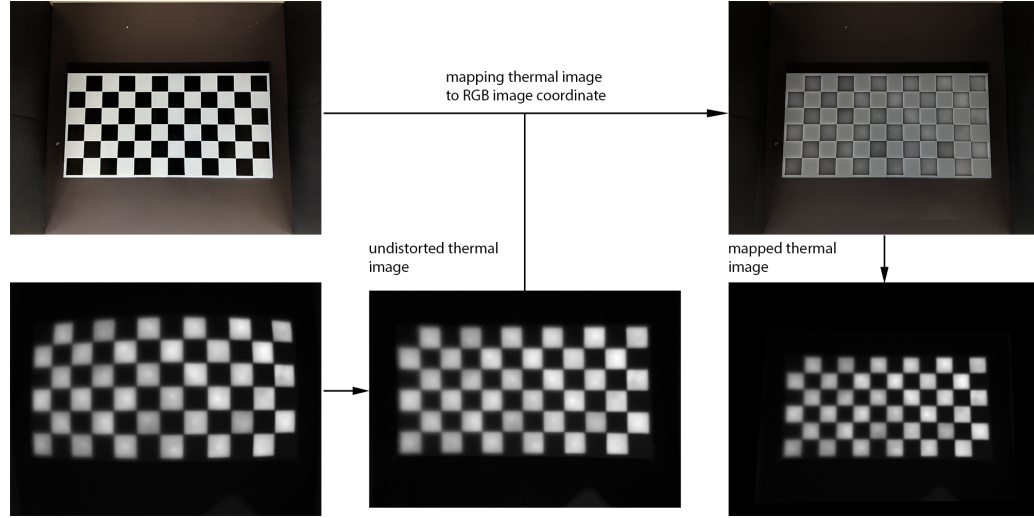 mapping thermal image
to RGB image coordinate
undistorted thermal
image
mapped thermal
image